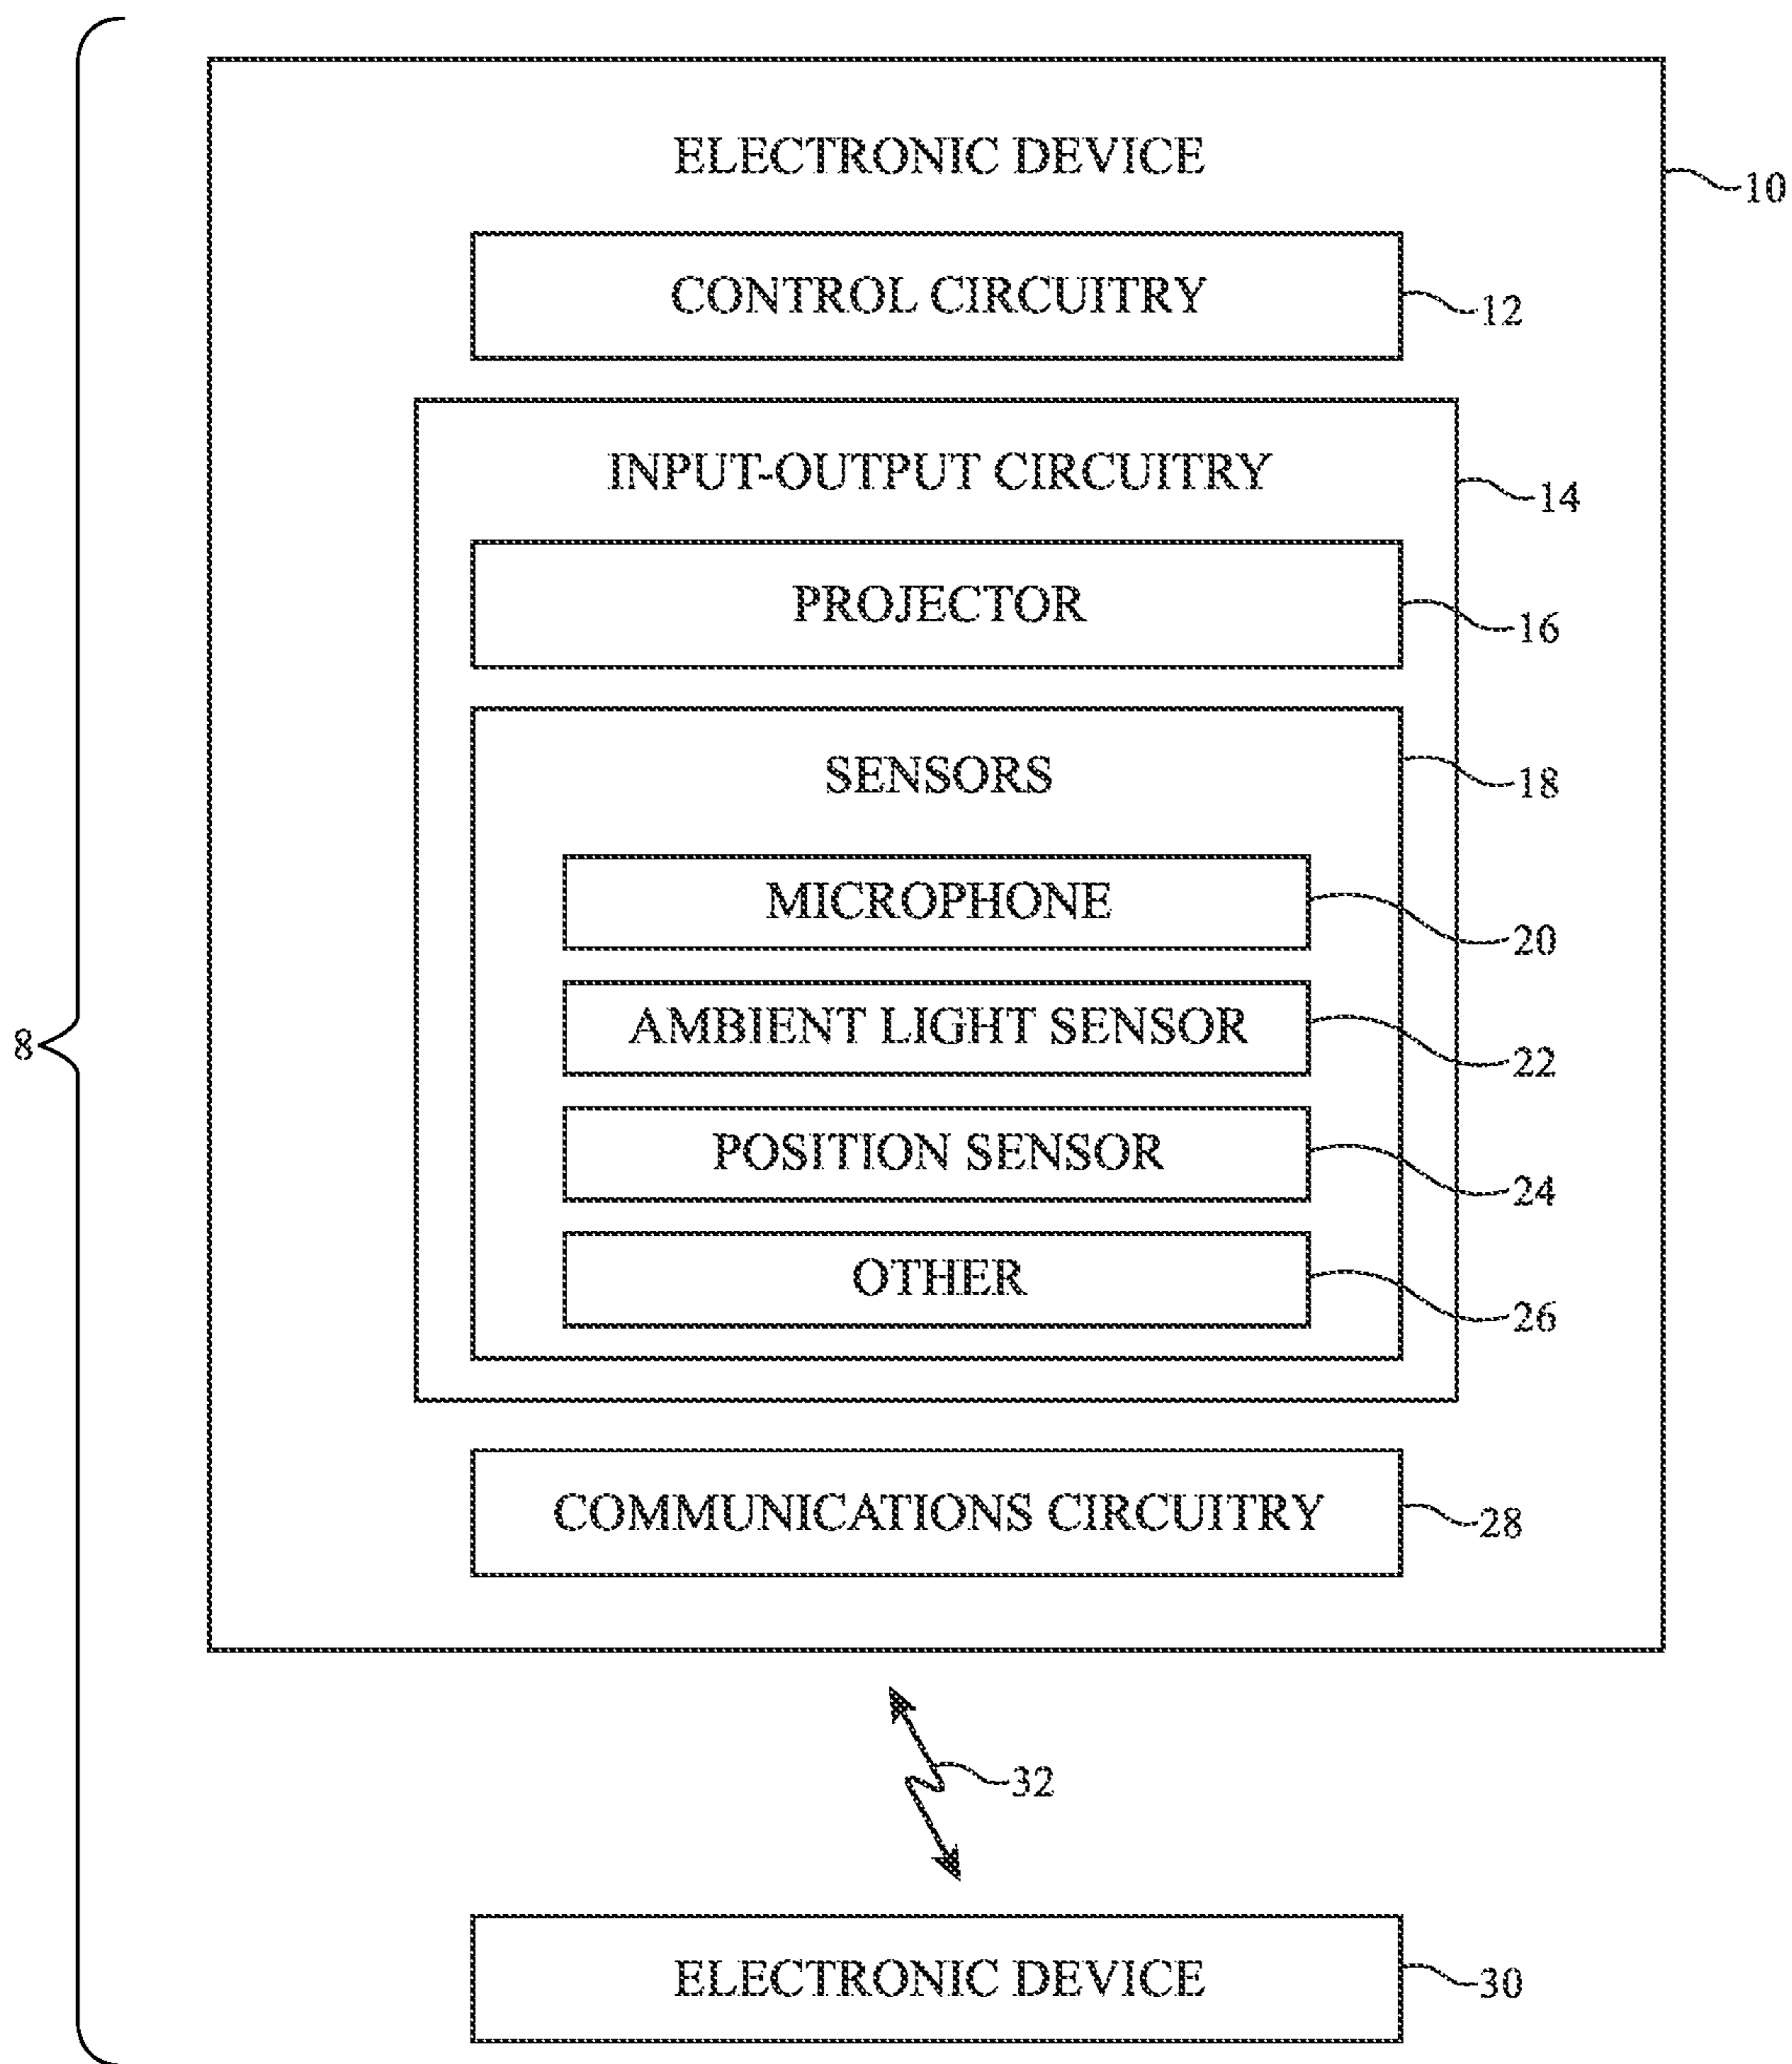 ELECTRONIC DEVICE
10
CONTROL CIRCUITRY
12
INPUT-OUTPUT CIRCUITRY
14
PROJECTOR
16
SENSORS
18
MICROPHONE
20
AMBIENT LIGHT SENSOR
22
8
POSITION SENSOR
24
OTHER
26
COMMUNICATIONS CIRCUITRY
28
32
ELECTRONIC DEVICE
30